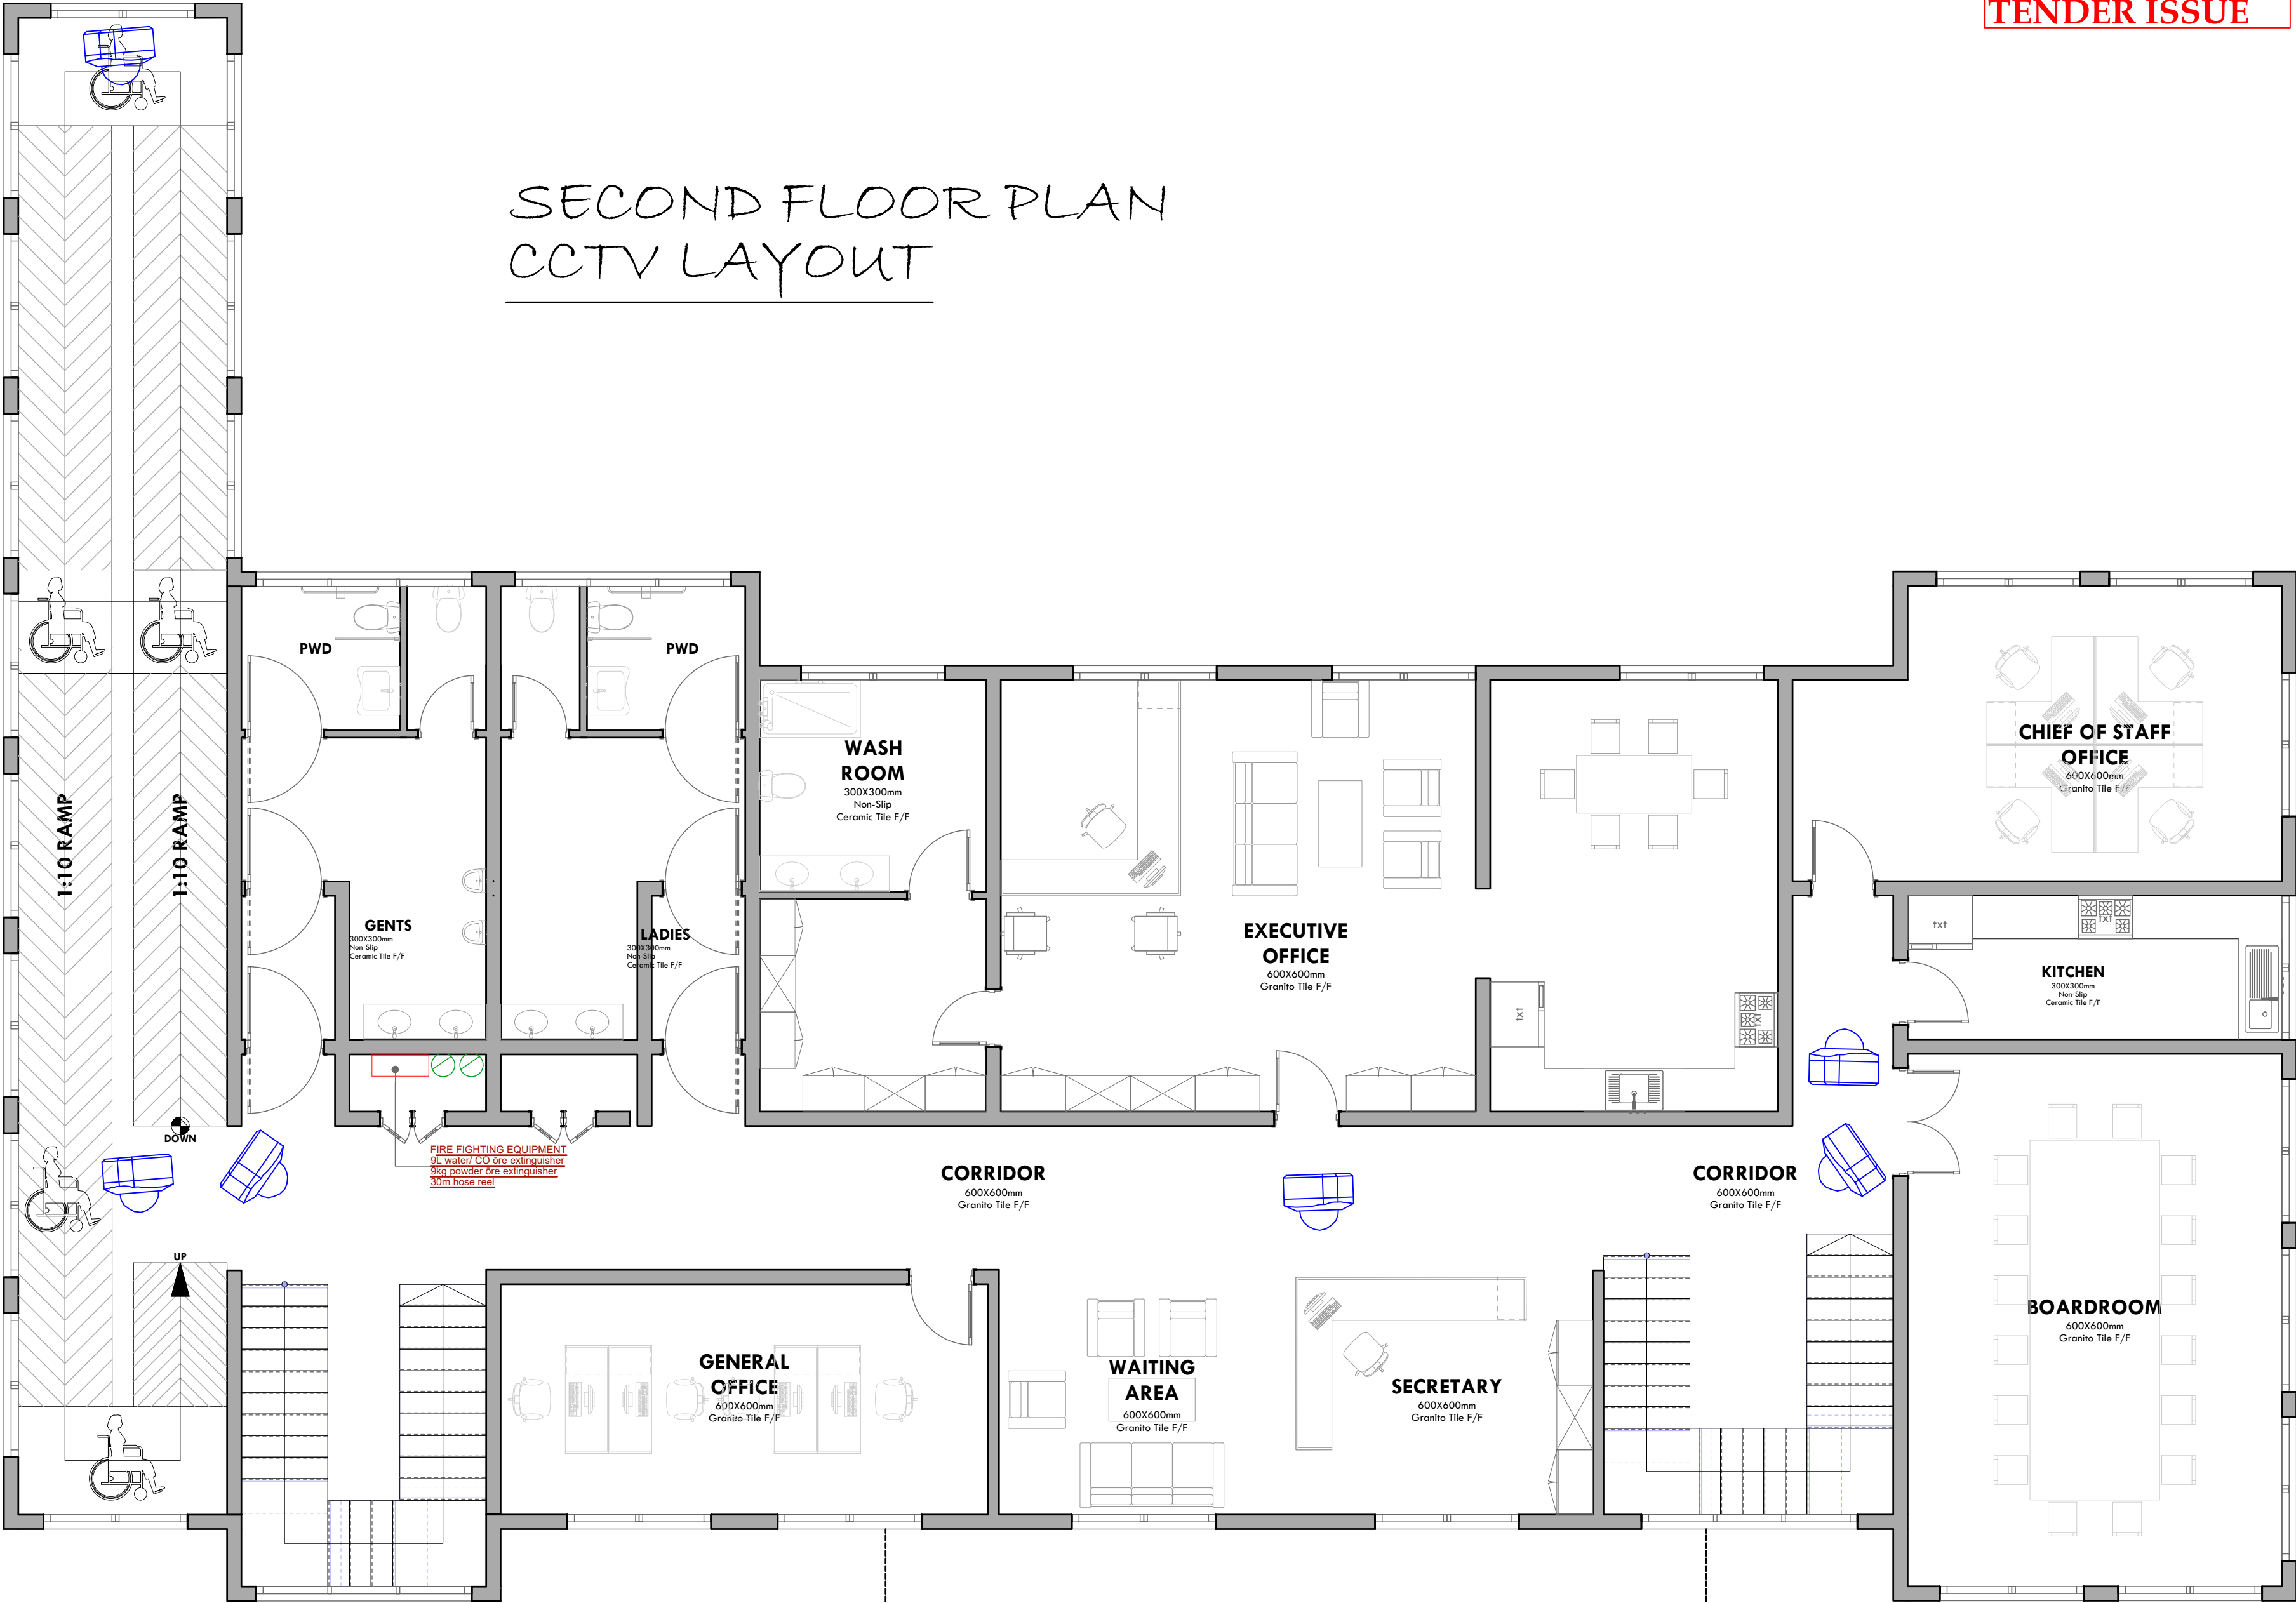 TENDER ISSUE
SECOND FLOOR PLAN
CCTV LAYOUT
PWD
PWD
WASH
ROOM
300X300mm
Non-Slip
Ceramic Tile F/F
CHIEF OF STAFF
OFFICE
600X600mm
Granito Tile F/F
1:10 RAMP
1:10 RAMP
GENTS
300X300mm
Non-Slip
Ceramic Tile F/F
LADIES
300X300mm
Non-Slip
Ceramic Tile F/F
EXECUTIVE
OFFICE
600X600mm
Granito Tile F/F
txt
txt
txt
txt
KITCHEN
300X300mm
Non-Slip
Ceramic Tile F/F
DOWN
FIRE FIGHTING EQUIPMENT
9L water/ CO õre extinguisher
9kg powder õre extinguisher
30m hose reel
CORRIDOR
600X600mm
Granito Tile F/F
CORRIDOR
600X600mm
Granito Tile F/F
UP
GENERAL
OFFICE
600X600mm
Granito Tile F/F
WAITING
AREA
600X600mm
Granito Tile F/F
SECRETARY
600X600mm
Granito Tile F/F
BOARDROOM
600X600mm
Granito Tile F/F